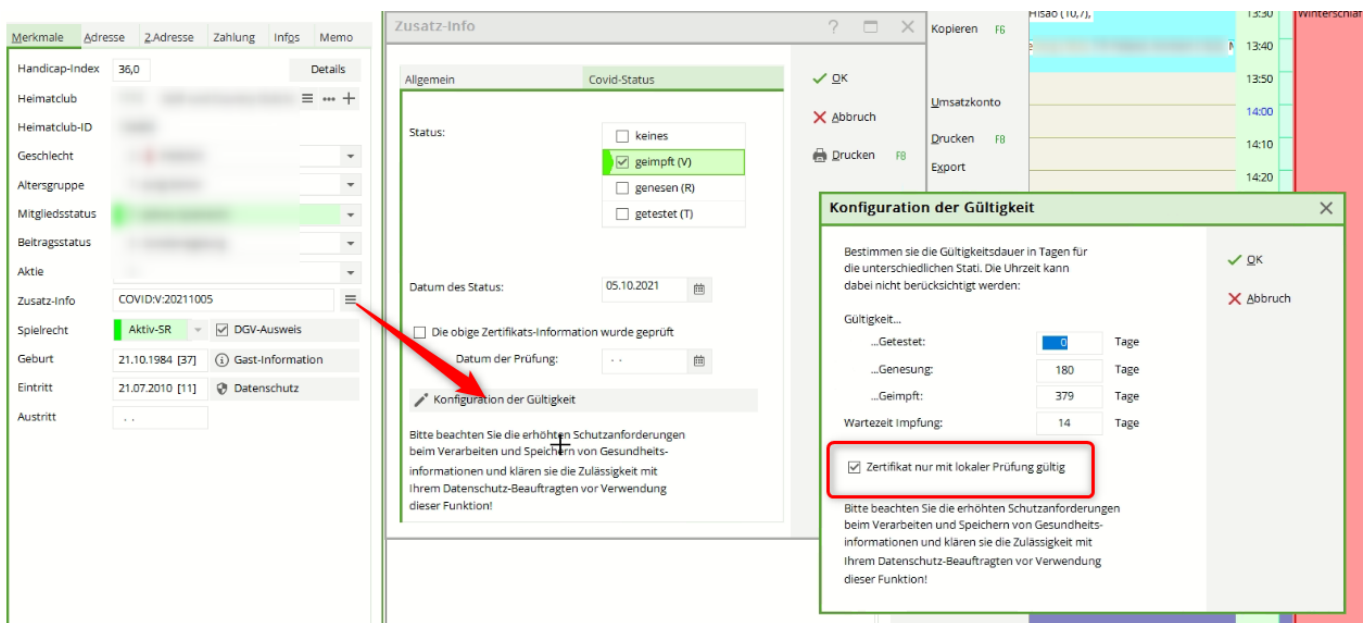 Merkmale Adresse 2.Adresse Zahlung Infos Memo
Handicap-Index 36,0 Details
Heimatclub
Heimatclub-ID
Geschlecht
Altersgruppe
Mitgliedsstatus
Beitragsstatus
Aktie
Zusatz-Info COVID:V:20211005
Spielrecht Aktiv-SR DGV-Ausweis
Geburt 21.10.1984 [37] Gast-Information
Eintritt 21.07.2010 [11] Datenschutz
Austritt . .
Zusatz-Info
Allgemein Covid-Status
Status:
keines
geimpft (V)
genesen (R)
getestet (T)
Datum des Status: 05.10.2021
Die obige Zertifikats-Information wurde geprüft
Datum der Prüfung: . .
Konfiguration der Gültigkeit
Bitte beachten Sie die erhöhten Schutzanforderungen
beim Verarbeiten und Speichern von Gesundheits-
informationen und klären sie die Zulässigkeit mit
Ihrem Datenschutz-Beauftragten vor Verwendung
dieser Funktion!
OK
Abbruch
Drucken F8
Kopieren F6
Umsatzkonto
Drucken F8
Export
Hisao (10,7),
13:30
13:40
13:50
14:00
14:10
14:20
Winterschlaf
Konfiguration der Gültigkeit
Bestimmen sie die Gültigkeitsdauer in Tagen für
die unterschiedlichen Stati. Die Uhrzeit kann
dabei nicht berücksichtigt werden:
Gültigkeit...
...Getestet: 0 Tage
...Genesung: 180 Tage
...Geimpft: 379 Tage
Wartezeit Impfung: 14 Tage
Zertifikat nur mit lokaler Prüfung gültig
Bitte beachten Sie die erhöhten Schutzanforderungen
beim Verarbeiten und Speichern von Gesundheits-
informationen und klären sie die Zulässigkeit mit
Ihrem Datenschutz-Beauftragten vor Verwendung
dieser Funktion!
OK
Abbruch